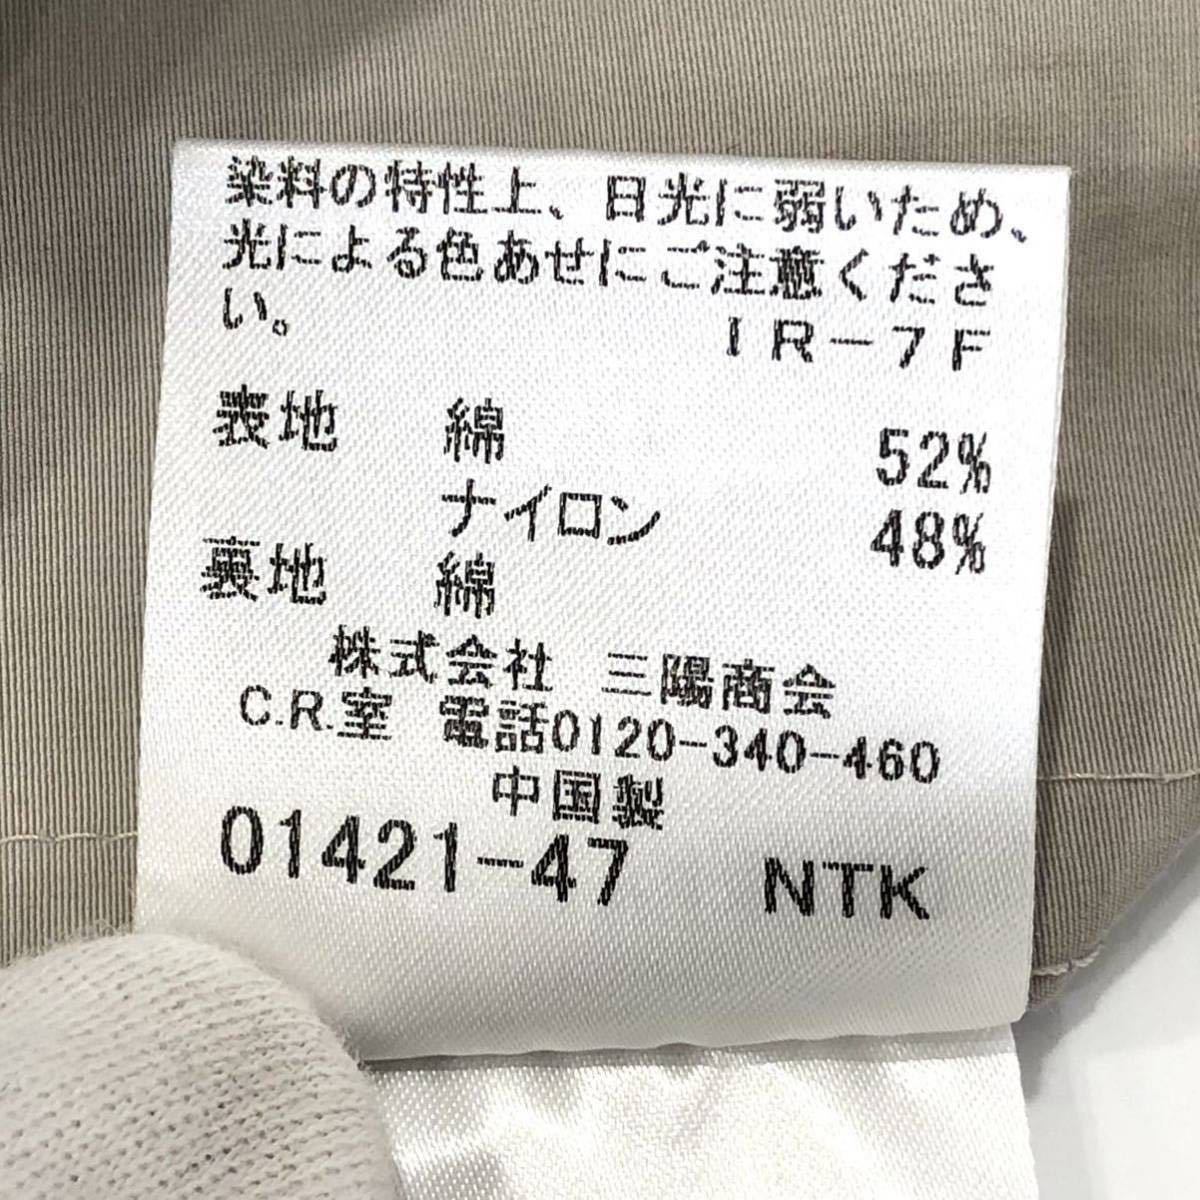 染料の特性上、日光に弱いため、
光による色あせにご注意くださ
い。 IR-7F
表地 綿 52%
ナイロン 48%
裏地 綿
株式会社 三陽商会
C.R.室 電話0120-340-460
中国製
01421-47 NTK